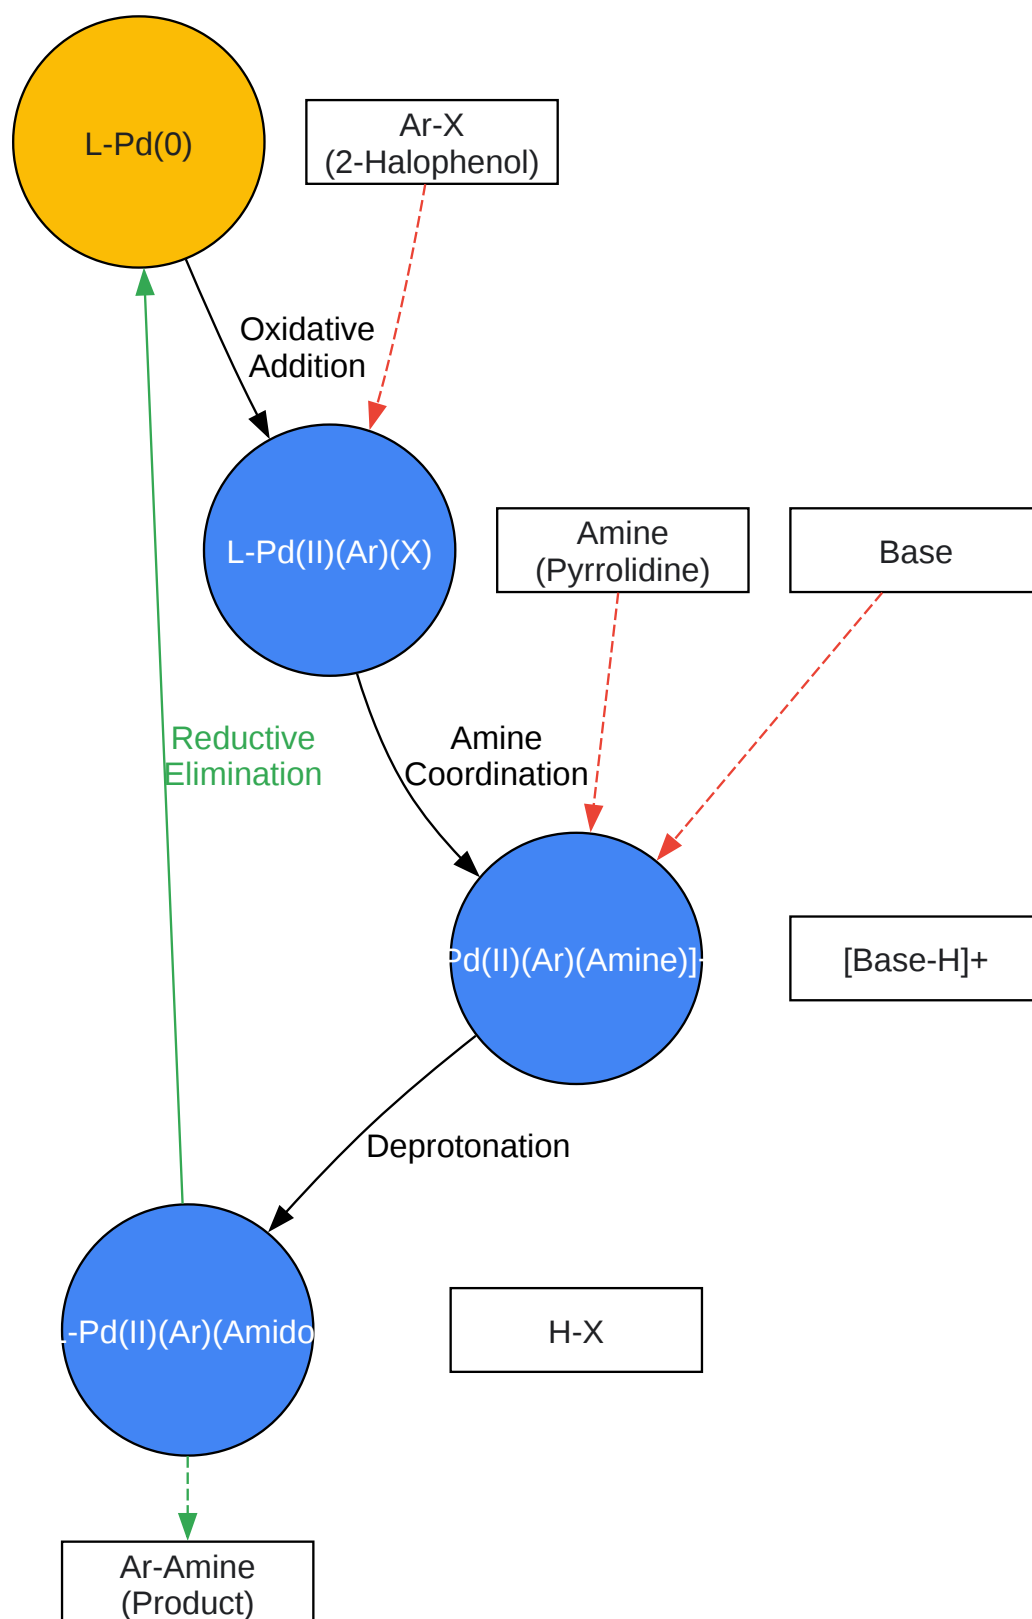 L-Pd(0)
Ar-X
(2-Halophenol)
Oxidative
Addition
L-Pd(II)(Ar)(X)
Amine
(Pyrrolidine)
Base
Reductive
Elimination
Amine
Coordination
Pd(II)(Ar)(Amine)]
[Base-H]+
Deprotonation
-Pd(II)(Ar)(Amido
H-X
Ar-Amine
(Product)